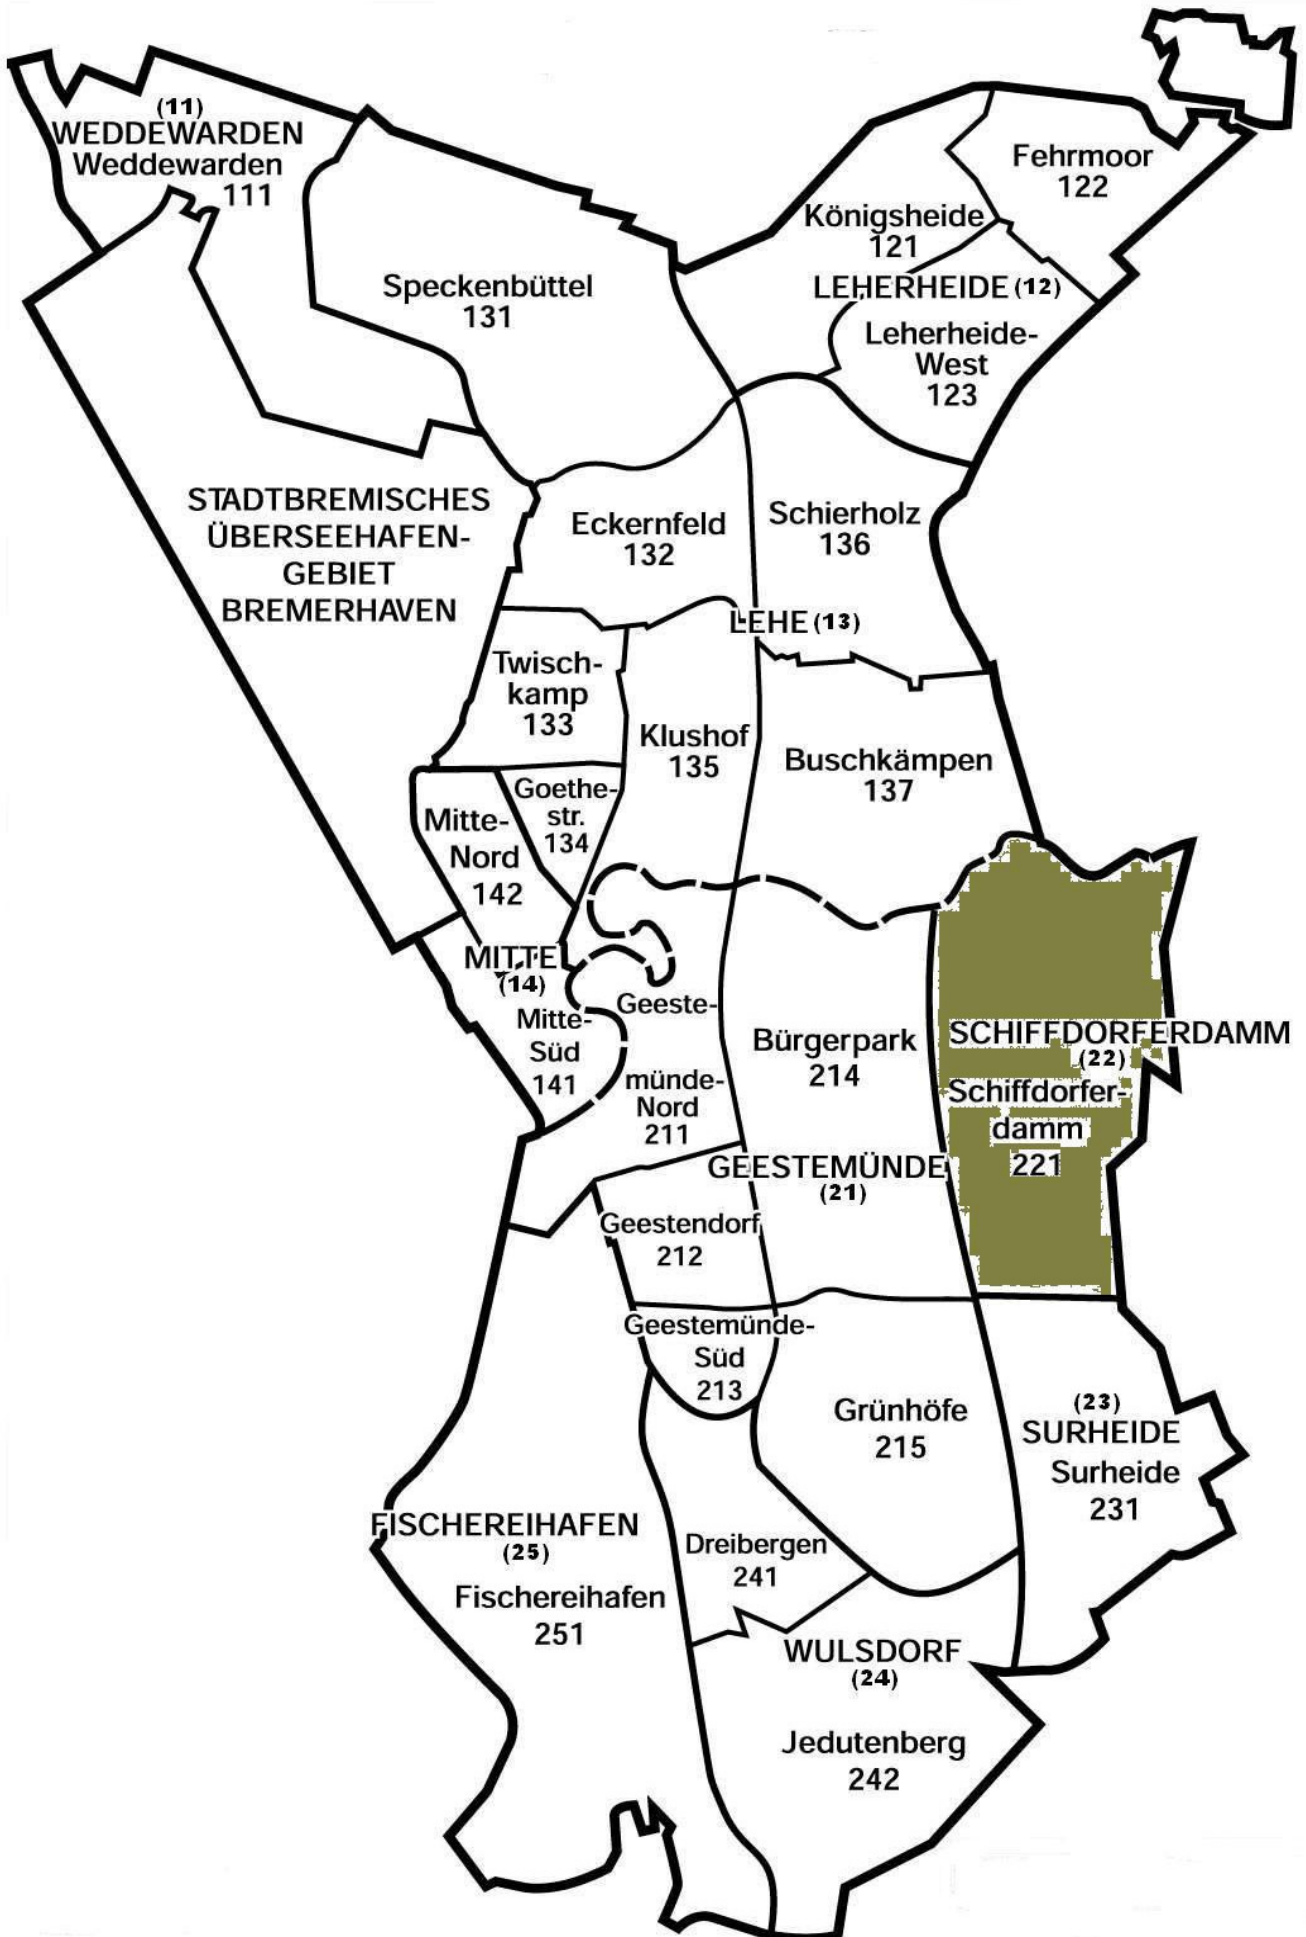 (11)
WEDDEWARDEN
Weddewarden
111
Fehrmoor
122
Königsheide
121
LEHERHEIDE (12)
Speckenbüttel
131
Leherheide-
West
123
STADTBREMISCHES
ÜBERSEEHAFEN-
GEBIET
BREMERHAVEN
Eckernfeld
132
Schierholz
136
LEHE (13)
Twisch-
kamp
133
Klushof
135
Buschkämpen
137
Goethe-
str.
134
Mitte-
Nord
142
MITTE
(14)
Mitte-
Süd
141
Geeste-
münde-
Nord
211
Bürgerpark
214
SCHIFFDORFERDAMM
(22)
Schiffdorfer-
damm
221
GEESTEMÜNDE
(21)
Geestendorf
212
Geestemünde-
Süd
213
Grünhöfe
215
(23)
SURHEIDE
Surheide
231
FISCHEREIHAFEN
(25)
Fischereihafen
251
Dreibergen
241
WULSDORF
(24)
Jedutenberg
242